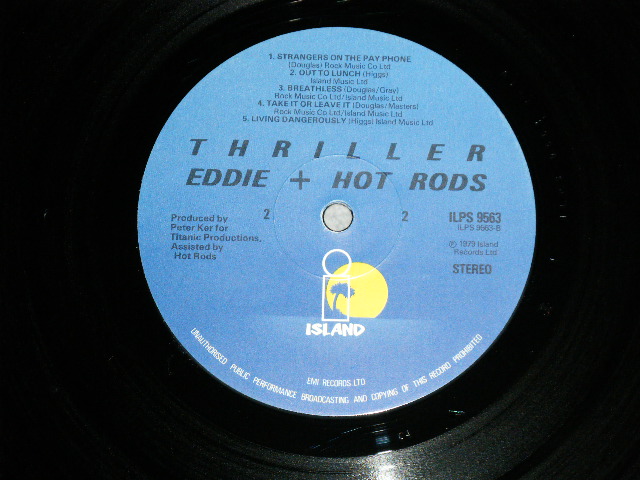 1. STRANGERS ON THE PAY PHONE
(Douglas) Rock Music Co Ltd
2. OUT TO LUNCH (Higgs)
Island Music Ltd
3. BREATHLESS (Douglas/Gray)
Rock Music Co Ltd/Island Music Ltd
4. TAKE IT OR LEAVE IT (Douglas/Masters)
Rock Music Co Ltd/Island Music Ltd
5. LIVING DANGEROUSLY (Higgs) Island Music Ltd
THRILLER
EDDIE + HOT RODS
Produced by
Peter Ker for
Titanic Productions,
Assisted by
Hot Rods
2
2
ILPS 9563
ILPS 9563-B
℗ 1979 Island
Records Ltd
STEREO
ISLAND
EMI RECORDS LTD
UNAUTHORISED PUBLIC PERFORMANCE BROADCASTING AND COPYING OF THIS RECORD PROHIBITED